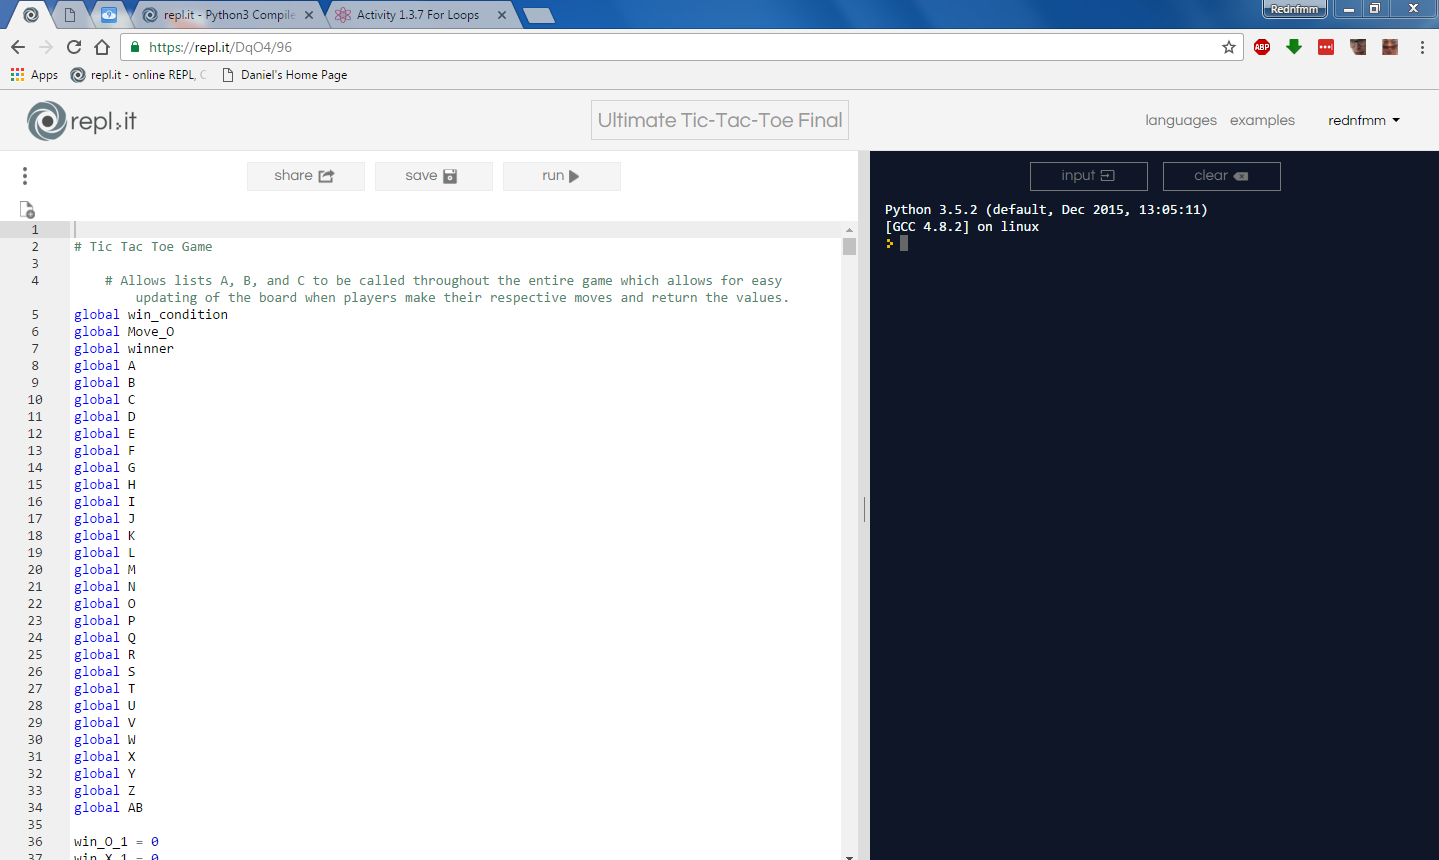 Rednfmm
repl.it - Python3 Compile
Activity 1.3.7 For Loops
https://repl.it/DqO4/96
ABP
Apps
repl.it - online REPL, C
Daniel's Home Page
repl.it
Ultimate Tic-Tac-Toe Final
languages
examples
rednfmm
share
save
run
input
clear
1
2 # Tic Tac Toe Game
3
4 # Allows lists A, B, and C to be called throughout the entire game which allows for easy
updating of the board when players make their respective moves and return the values.
5 global win_condition
6 global Move_O
7 global winner
8 global A
9 global B
10 global C
11 global D
12 global E
13 global F
14 global G
15 global H
16 global I
17 global J
18 global K
19 global L
20 global M
21 global N
22 global O
23 global P
24 global Q
25 global R
26 global S
27 global T
28 global U
29 global V
30 global W
31 global X
32 global Y
33 global Z
34 global AB
35
36 win_O_1 = 0
37 win_X_1 = 0
Python 3.5.2 (default, Dec 2015, 13:05:11)
[GCC 4.8.2] on linux